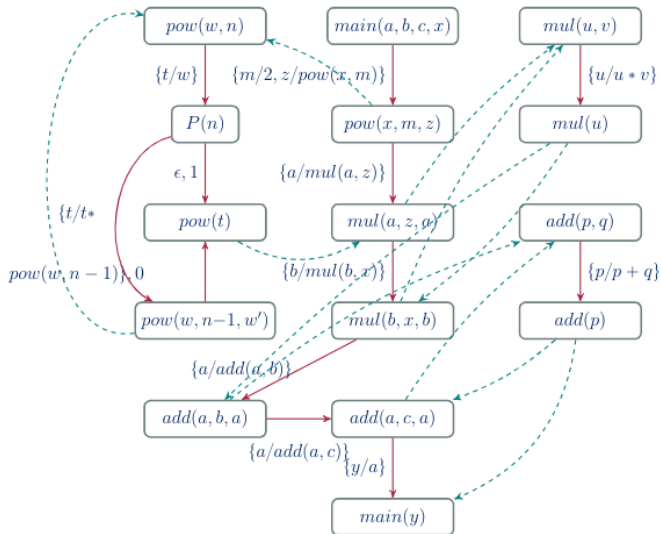 pow(w, n) main(a, b, c, x) mul(u, v)
{t/w} {m/2, z/pow(x, m)} {u/u * v}
P(n) pow(x, m, z) mul(u)
ϵ, 1 {a/mul(a, z)}
{t/t*
pow(t) mul(a, z, a) add(p, q)
pow(w, n − 1)}, 0 {b/mul(b, x)} {p/p + q}
pow(w, n−1, w') mul(b, x, b) add(p)
{a/add(a, b)}
add(a, b, a) add(a, c, a)
{a/add(a, c)}
{y/a}
main(y)